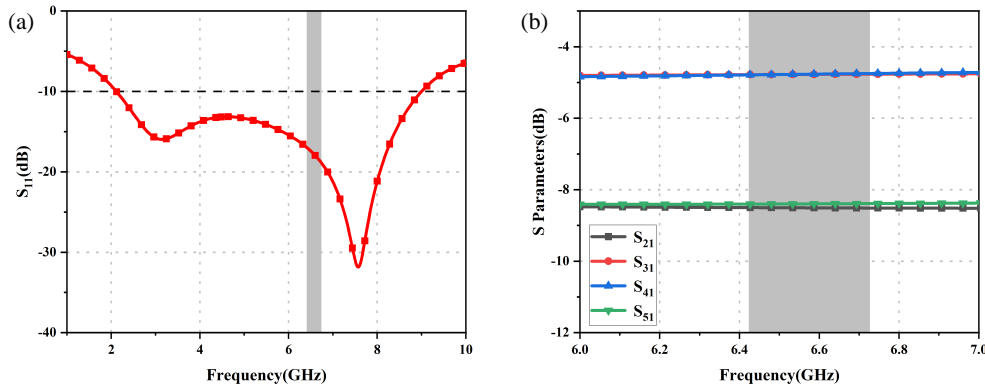 (a)
0
-10
-20
-30
-40
S11(dB)
2 4 6 8 10
Frequency(GHz)
(b)
-4
-6
-8
-10
-12
S Parameters(dB)
S21
S31
S41
S51
6.0 6.2 6.4 6.6 6.8 7.0
Frequency(GHz)